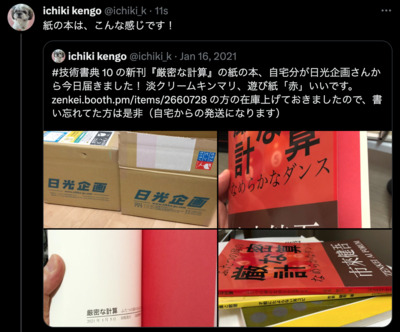 ichiki kengo @ichiki_k · 11s
紙の本は、こんな感じです！
ichiki kengo @ichiki_k · Jan 16, 2021
#技術書典 10 の新刊『厳密な計算』の紙の本、自宅分が日光企画さんか
ら今日届きました！ 淡クリームキンマリ、遊び紙「赤」いいです。
zenkei.booth.pm/items/2660728 の方の在庫上げておきましたので、書
い忘れてた方は是非（自宅からの発送になります）
日光企画
日光企画
計算
なめらかなダンス
厳密な計算
市來健吾